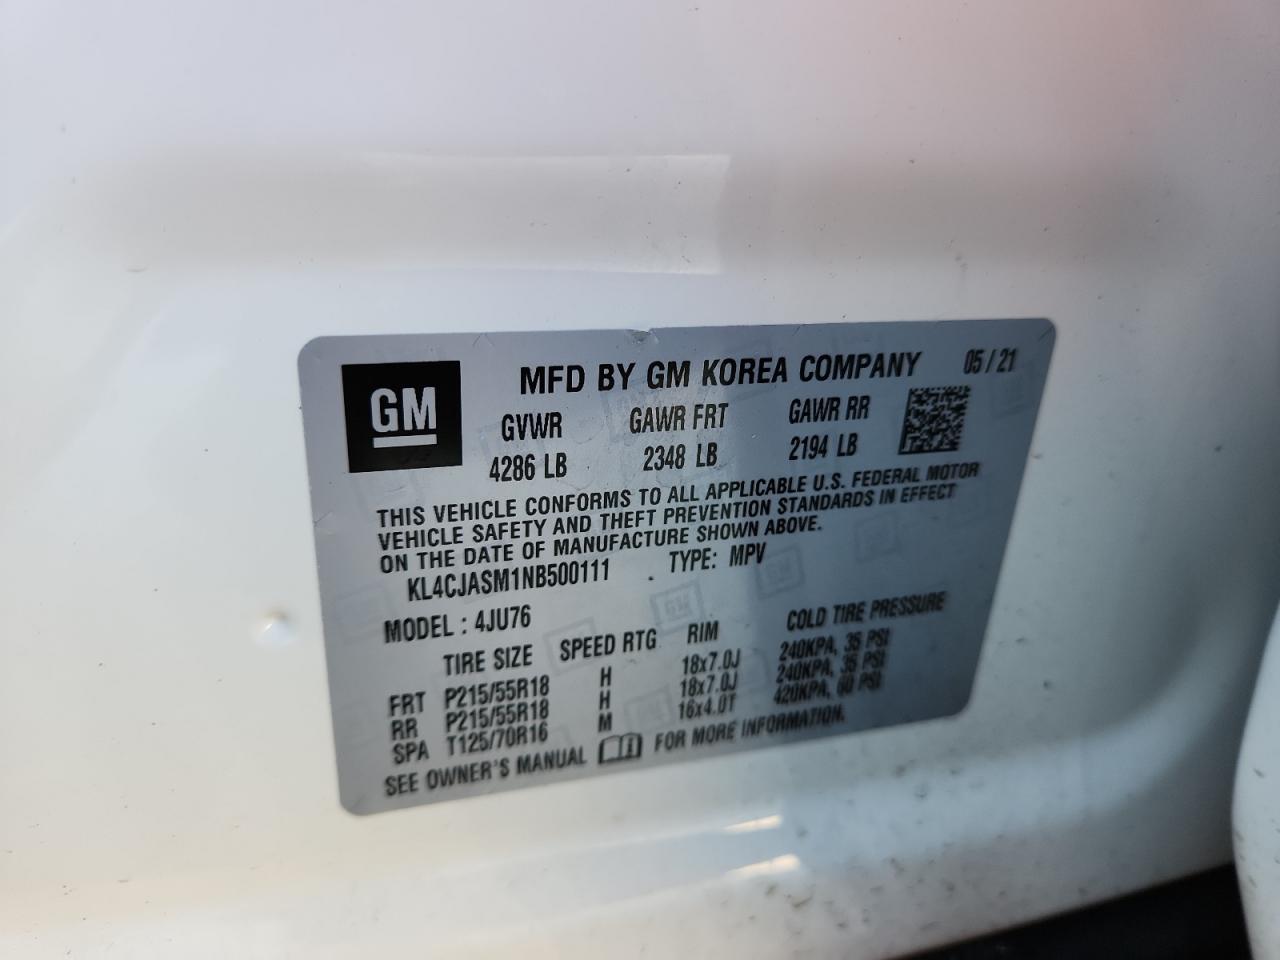 GM
MFD BY GM KOREA COMPANY 05 / 21
GVWR GAWR FRT GAWR RR
4286 LB 2348 LB 2194 LB
THIS VEHICLE CONFORMS TO ALL APPLICABLE U.S. FEDERAL MOTOR
VEHICLE SAFETY AND THEFT PREVENTION STANDARDS IN EFFECT
ON THE DATE OF MANUFACTURE SHOWN ABOVE.
KL4CJASM1NB500111 TYPE: MPV
MODEL : 4JU76
TIRE SIZE SPEED RTG RIM COLD TIRE PRESSURE
FRT P215/55R18 H 18x7.0J 240KPA, 35 PSI
RR P215/55R18 H 18x7.0J 240KPA, 35 PSI
SPA T125/70R16 M 16x4.0T 420KPA, 60 PSI
SEE OWNER'S MANUAL FOR MORE INFORMATION.